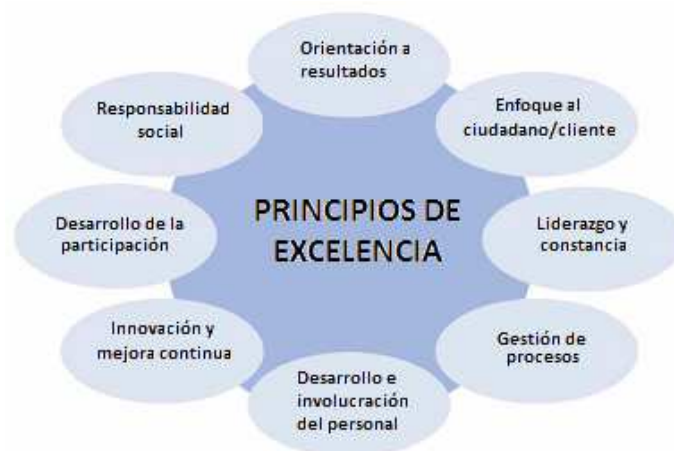 Orientación a
resultados
Enfoque al
ciudadano/cliente
Liderazgo y
constancia
Gestión de
procesos
Desarrollo e
involucración
del personal
Innovación y
mejora continua
Desarrollo de la
participación
Responsabilidad
social
PRINCIPIOS DE
EXCELENCIA